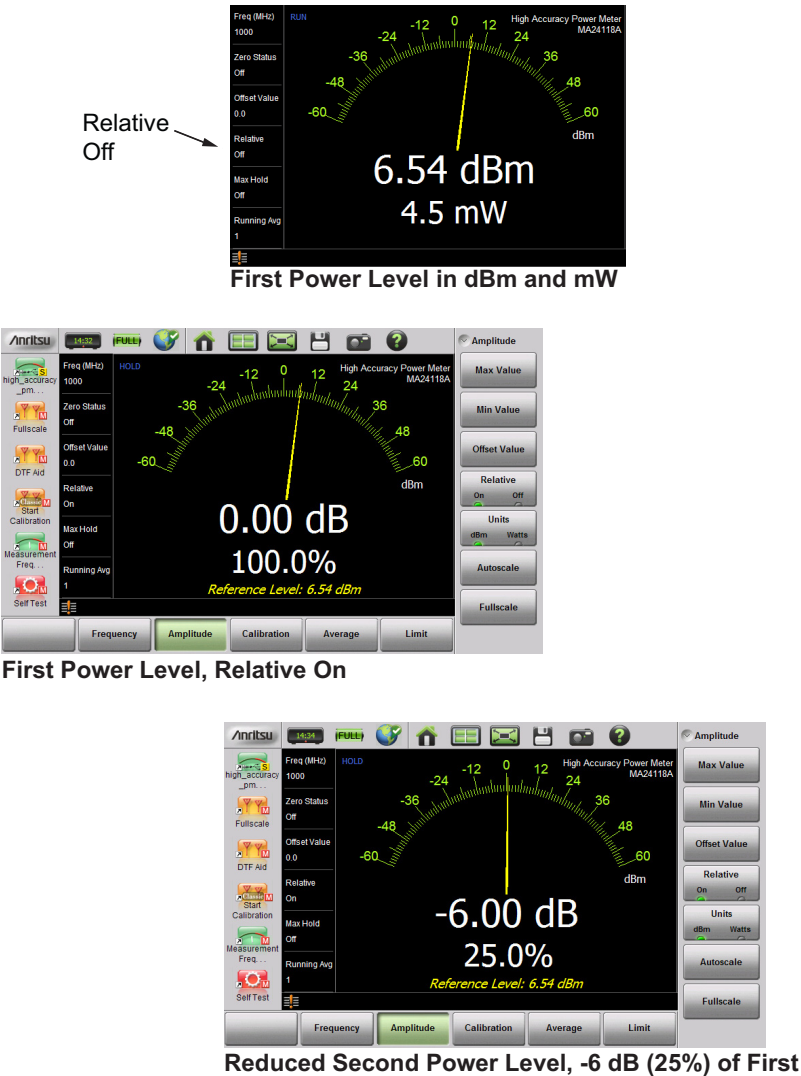 Freq (MHz)
1000
RUN
High Accuracy Power Meter
MA24118A
-60
-48
-36
-24
-12
0
12
24
36
48
60
dBm
Zero Status
Off
Offset Value
0.0
Relative
Off
Relative
Off
Max Hold
Off
Running Avg
1
6.54 dBm
4.5 mW
First Power Level in dBm and mW
Anritsu
14:32
FULL
Amplitude
high_accuracy
_pm. . .
Fullscale
DTF Aid
Classic
Start
Calibration
Measurement
Freq. . .
Self Test
Freq (MHz)
1000
Zero Status
Off
Offset Value
0.0
Relative
On
Max Hold
Off
Running Avg
1
HOLD
High Accuracy Power Meter
MA24118A
-60
-48
-36
-24
-12
0
12
24
36
48
60
dBm
0.00 dB
100.0%
Reference Level: 6.54 dBm
Max Value
Min Value
Offset Value
Relative
On Off
Units
dBm Watts
Autoscale
Fullscale
Frequency
Amplitude
Calibration
Average
Limit
First Power Level, Relative On
Anritsu
14:34
FULL
Amplitude
high_accuracy
_pm. . .
Fullscale
DTF Aid
Classic
Start
Calibration
Measurement
Freq. . .
Self Test
Freq (MHz)
1000
Zero Status
Off
Offset Value
0.0
Relative
On
Max Hold
Off
Running Avg
1
HOLD
High Accuracy Power Meter
MA24118A
-60
-48
-36
-24
-12
0
12
24
36
48
60
dBm
-6.00 dB
25.0%
Reference Level: 6.54 dBm
Max Value
Min Value
Offset Value
Relative
On Off
Units
dBm Watts
Autoscale
Fullscale
Frequency
Amplitude
Calibration
Average
Limit
Reduced Second Power Level, -6 dB (25%) of First